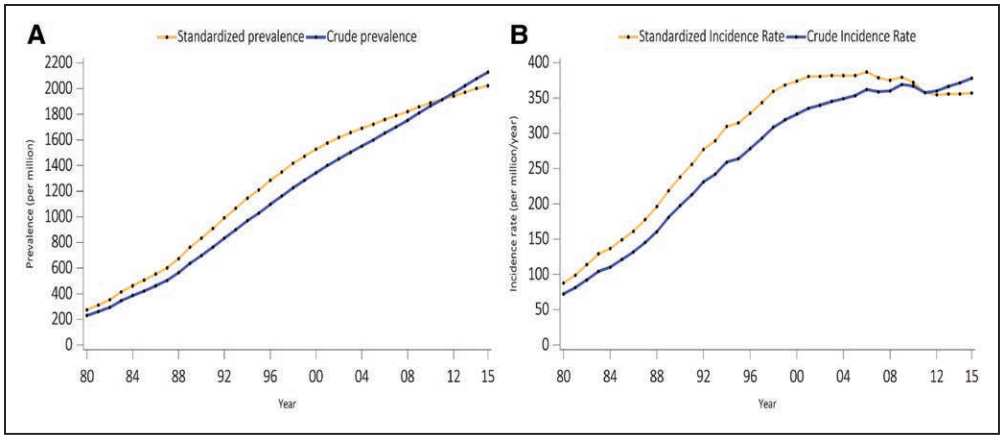 A
Standardized prevalence Crude prevalence
Prevalence (per million)
2200
2000
1800
1600
1400
1200
1000
800
600
400
200
0
80 84 88 92 96 00 04 08 12 15
Year
B
Standardized Incidence Rate Crude Incidence Rate
Incidence rate (per million/year)
400
350
300
250
200
150
100
50
0
80 84 88 92 96 00 04 08 12 15
Year